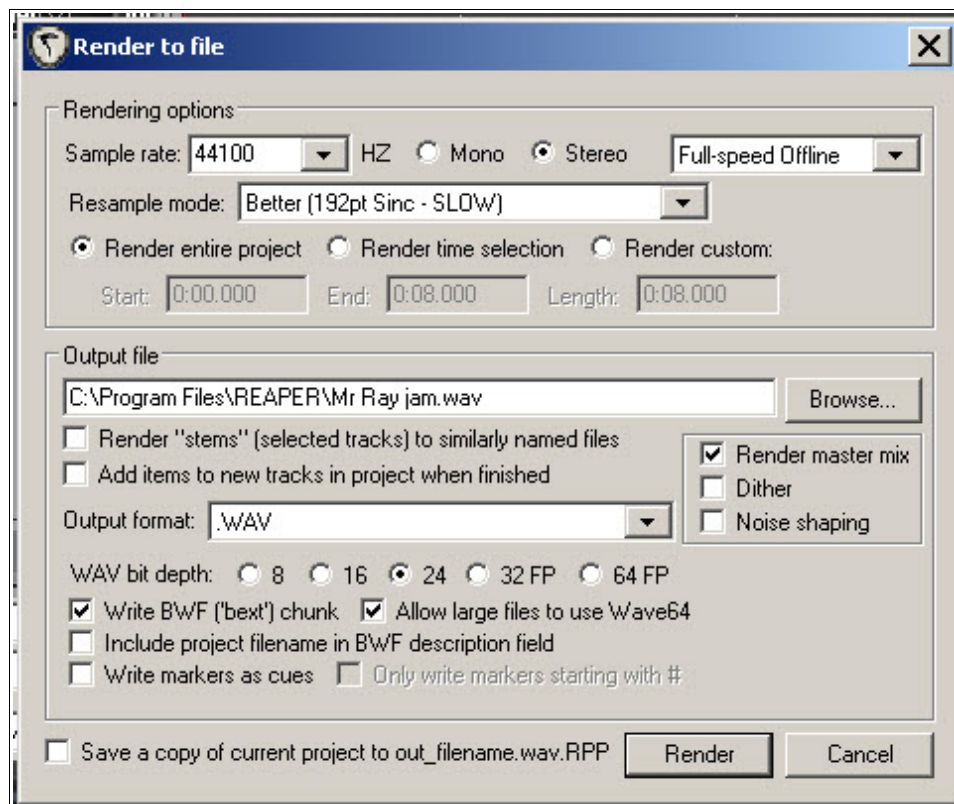 Render to file
Rendering options
Sample rate: 44100 HZ Mono Stereo Full-speed Offline
Resample mode: Better (192pt Sinc - SLOW)
Render entire project Render time selection Render custom:
Start: 0:00.000 End: 0:08.000 Length: 0:08.000
Output file
C:\Program Files\REAPER\Mr Ray jam.wav Browse...
Render "stems" (selected tracks) to similarly named files
Add items to new tracks in project when finished
Render master mix
Dither
Noise shaping
Output format: .WAV
WAV bit depth: 8 16 24 32 FP 64 FP
Write BWF ('bext') chunk Allow large files to use Wave64
Include project filename in BWF description field
Write markers as cues Only write markers starting with #
Save a copy of current project to out_filename.wav.RPP Render Cancel